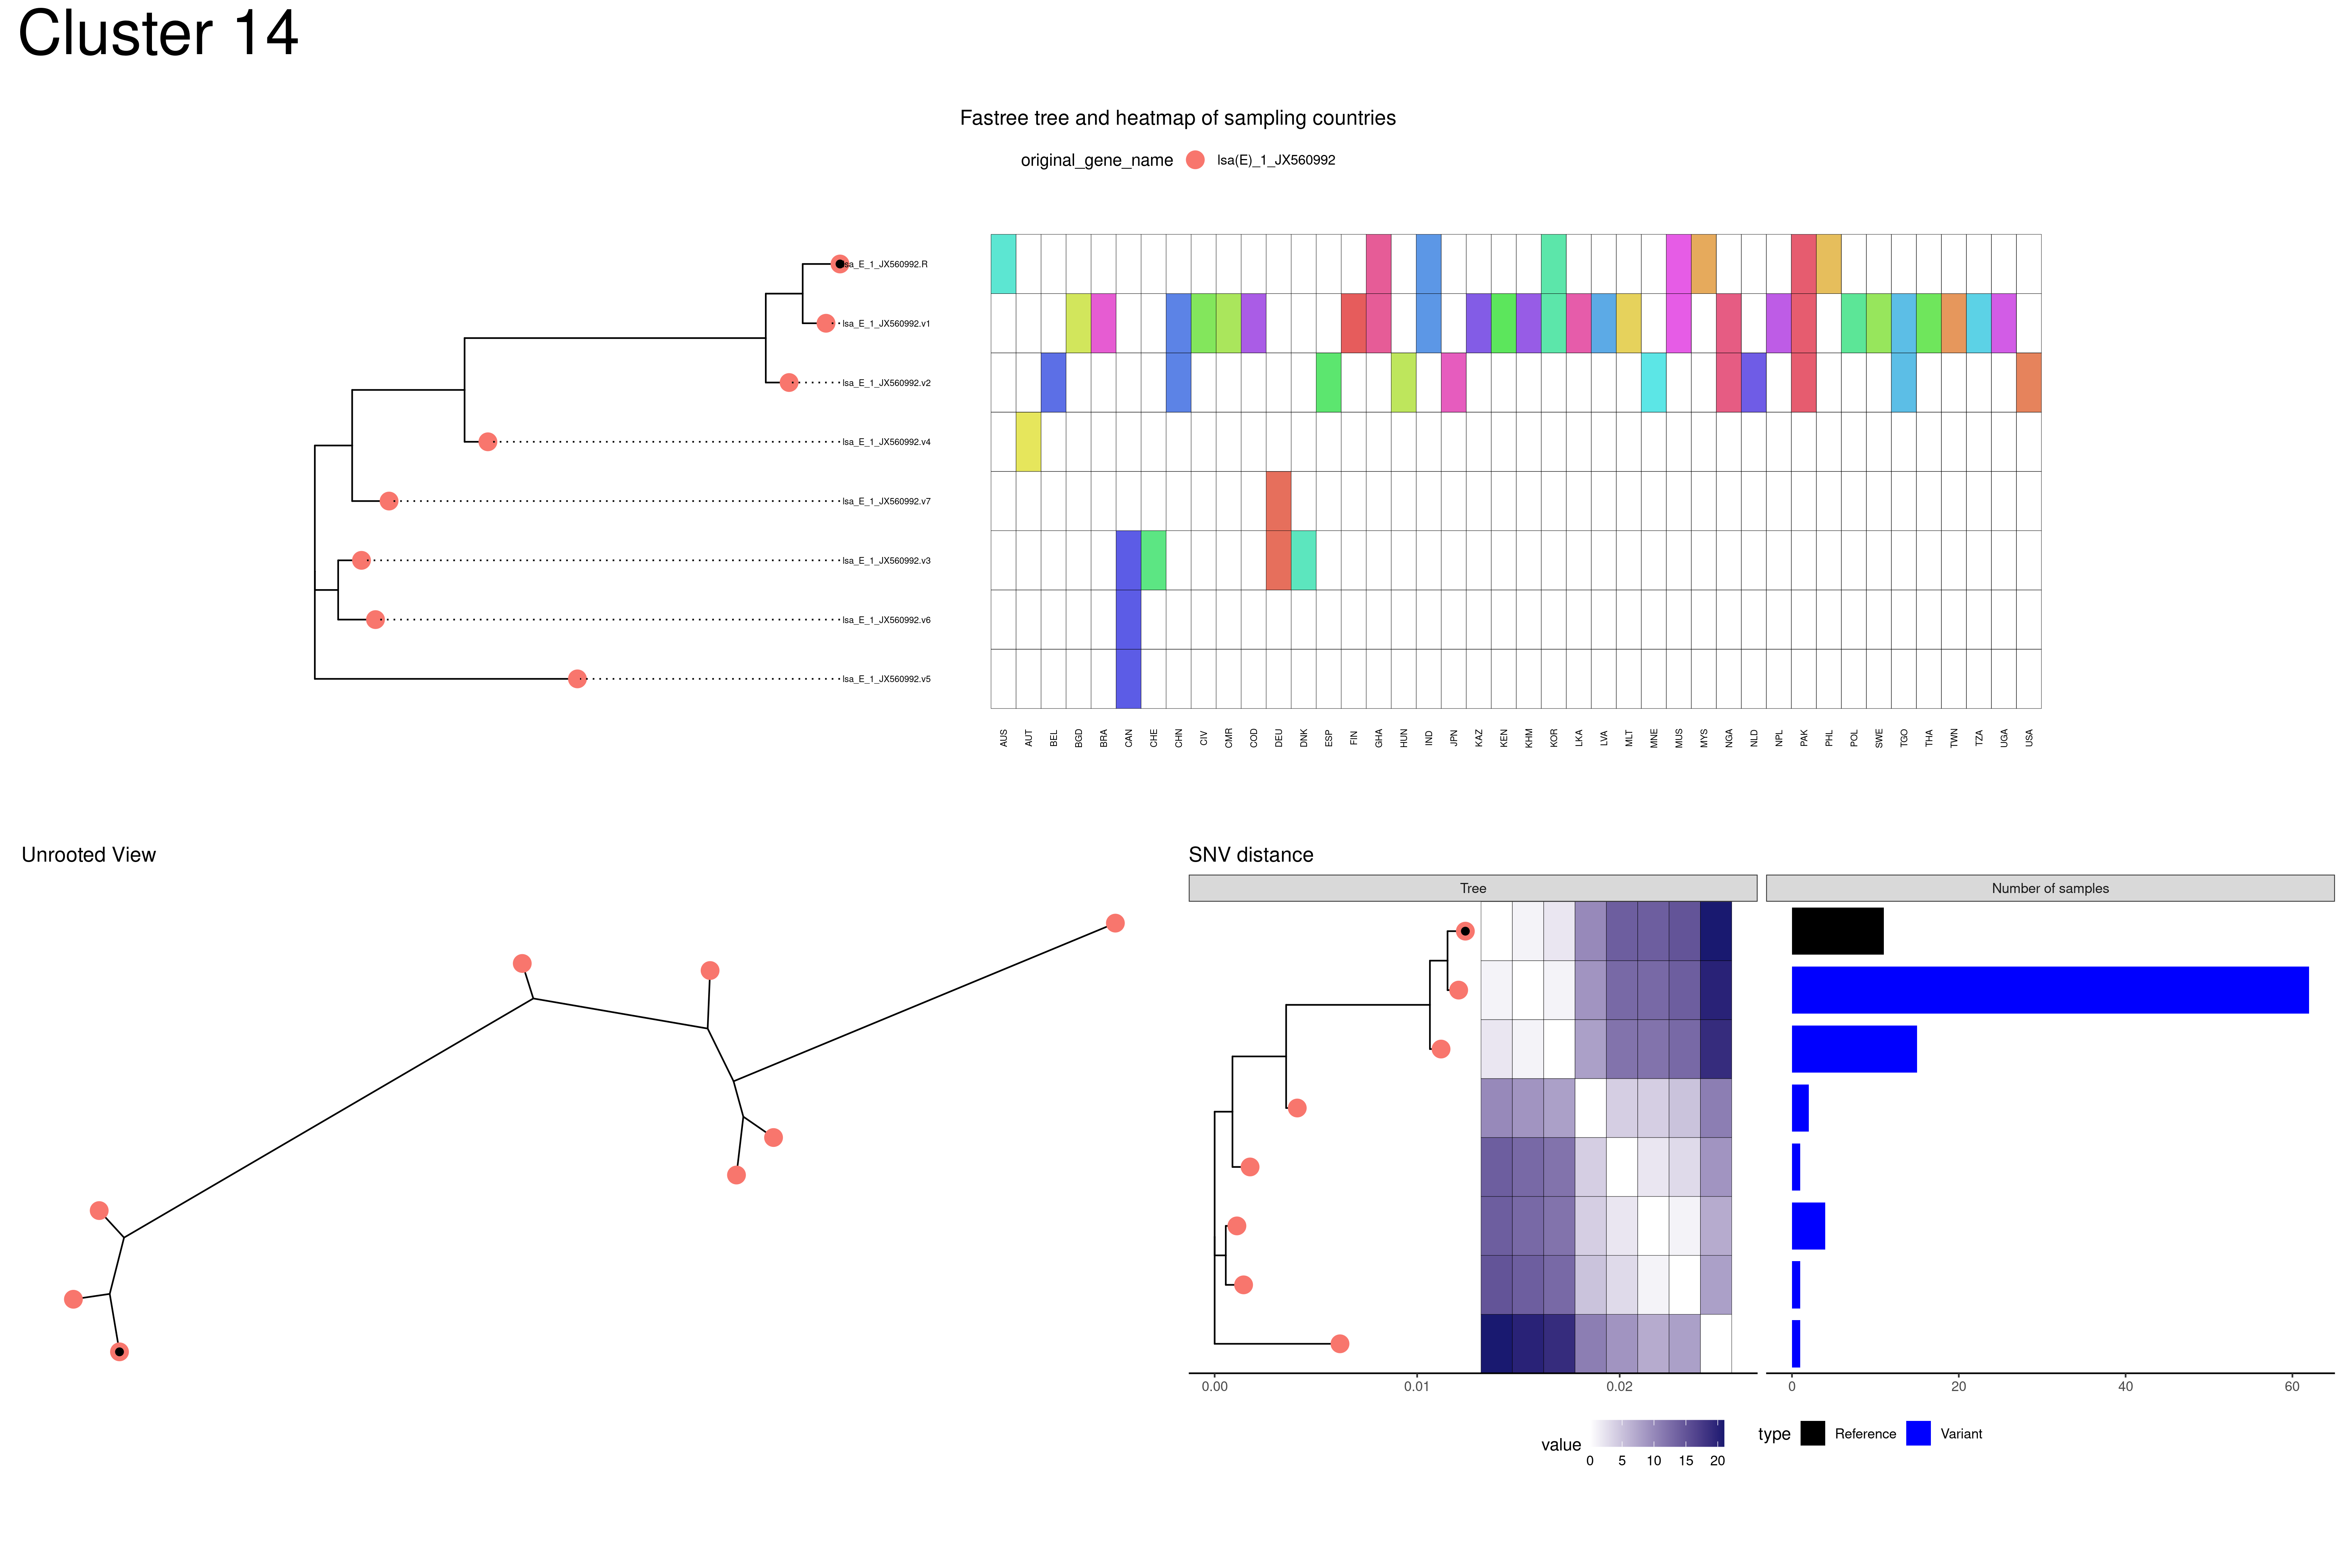 Cluster 14
Fastree tree and heatmap of sampling countries
original_gene_name lsa(E)_1_JX560992
sa_E_1_JX560992.R
lsa_E_1_JX560992.v1
lsa_E_1_JX560992.v2
lsa_E_1_JX560992.v4
lsa_E_1_JX560992.v7
lsa_E_1_JX560992.v3
lsa_E_1_JX560992.v6
lsa_E_1_JX560992.v5
AUS AUT BEL BGD BRA CAN CHE CHN CIV CMR COD DEU DNK ESP FIN GHA HUN IND JPN KAZ KEN KHM KOR LKA LVA MLT MNE MUS MYS NGA NLD NPL PAK PHL POL SWE TGO THA TWN TZA UGA USA
Unrooted View
SNV distance
Tree Number of samples
0.00 0.01 0.02 0 20 40 60
value 0 5 10 15 20
type Reference Variant